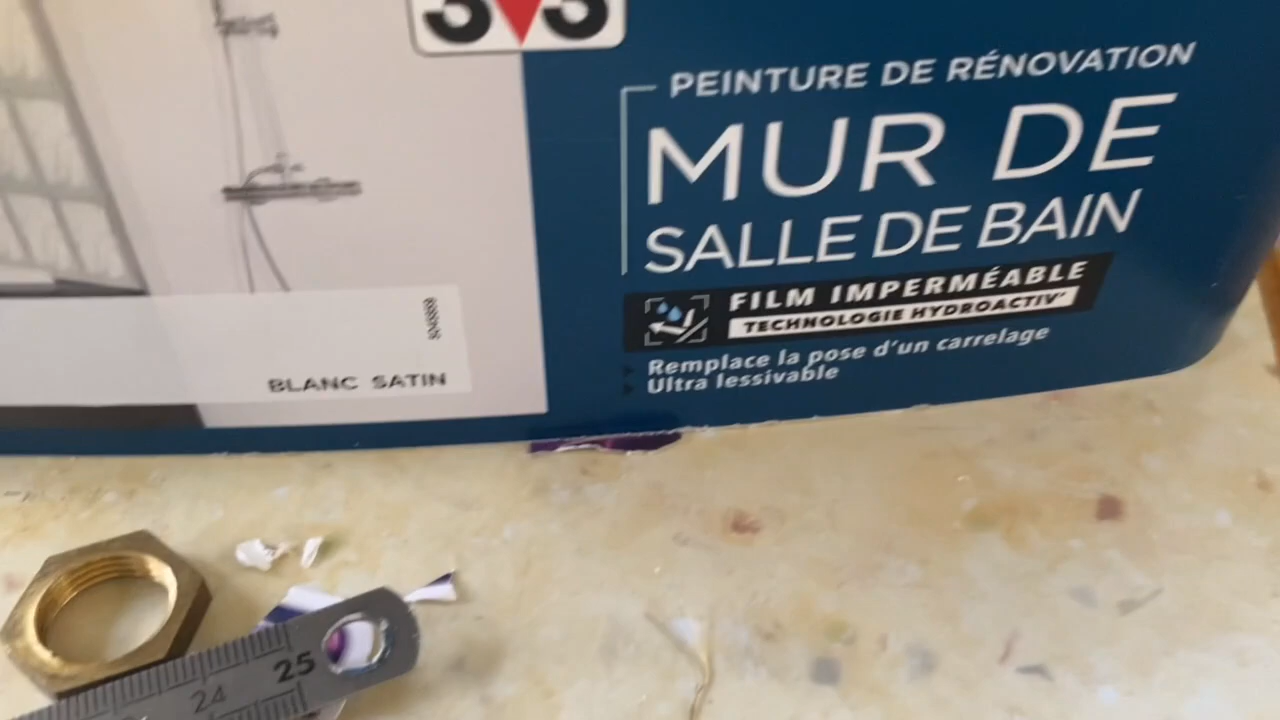 3V3
PEINTURE DE RÉNOVATION
MUR DE
SALLE DE BAIN
FILM IMPERMÉABLE
TECHNOLOGIE HYDROACTIV'
Remplace la pose d'un carrelage
Ultra lessivable
BLANC SATIN
24 25